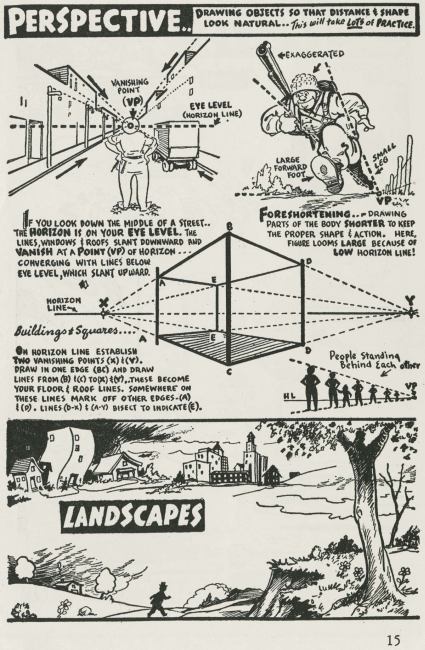 PERSPECTIVE..
DRAWING OBJECTS SO THAT DISTANCE & SHAPE
LOOK NATURAL.. This will take LOTS of PRACTICE.
VANISHING
POINT
(VP)
EYE LEVEL
(HORIZON LINE)
EXAGGERATED
LARGE
FORWARD
FOOT
SMALL
LEG
VP
IF YOU LOOK DOWN THE MIDDLE OF A STREET..
THE HORIZON IS ON YOUR EYE LEVEL. THE
LINES, WINDOWS & ROOFS SLANT DOWNWARD AND
VANISH AT A POINT (VP) OF HORIZON...
CONVERGING WITH LINES BELOW
EYE LEVEL, WHICH SLANT UPWARD.
FORESHORTENING...DRAWING
PARTS OF THE BODY SHORTER TO KEEP
THE PROPER SHAPE & ACTION. HERE,
FIGURE LOOMS LARGE BECAUSE OF
LOW HORIZON LINE!
B
A
E
D
HORIZON
LINE
X
Y
Buildings & Squares....
A
D
C
ON HORIZON LINE ESTABLISH
TWO VANISHING POINTS (X) & (Y).
DRAW IN ONE EDGE (BC) AND DRAW
LINES FROM (B) & (C) TO (X) & (Y)..THESE BECOME
YOUR FLOOR & ROOF LINES. SOMEWHERE ON
THESE LINES MARK OFF OTHER EDGES-(A)
& (D). LINES (D-X) & (A-Y) BISECT TO INDICATE (E).
People Standing
Behind Each other
HL
VP
LANDSCAPES
15